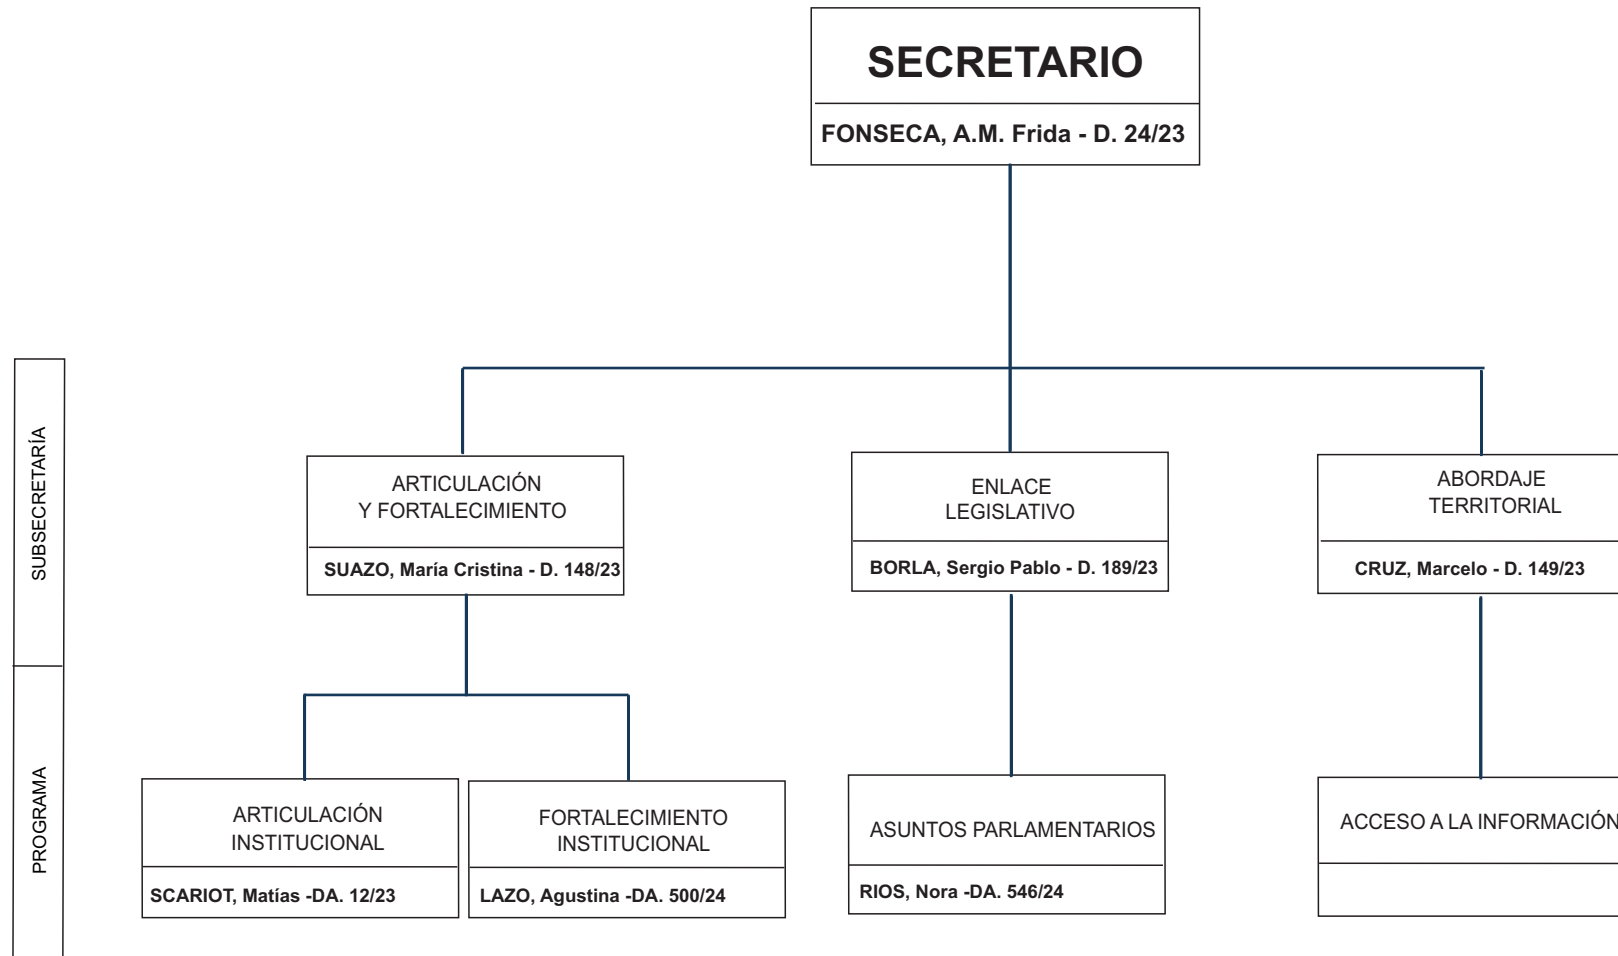 SECRETARIO
FONSECA, A.M. Frida - D. 24/23
SUBSECRETARÍA
ARTICULACIÓN
Y FORTALECIMIENTO
SUAZO, María Cristina - D. 148/23
ENLACE
LEGISLATIVO
BORLA, Sergio Pablo - D. 189/23
ABORDAJE
TERRITORIAL
CRUZ, Marcelo - D. 149/23
PROGRAMA
ARTICULACIÓN
INSTITUCIONAL
SCARIOT, Matías -DA. 12/23
FORTALECIMIENTO
INSTITUCIONAL
LAZO, Agustina -DA. 500/24
ASUNTOS PARLAMENTARIOS
RIOS, Nora -DA. 546/24
ACCESO A LA INFORMACIÓN